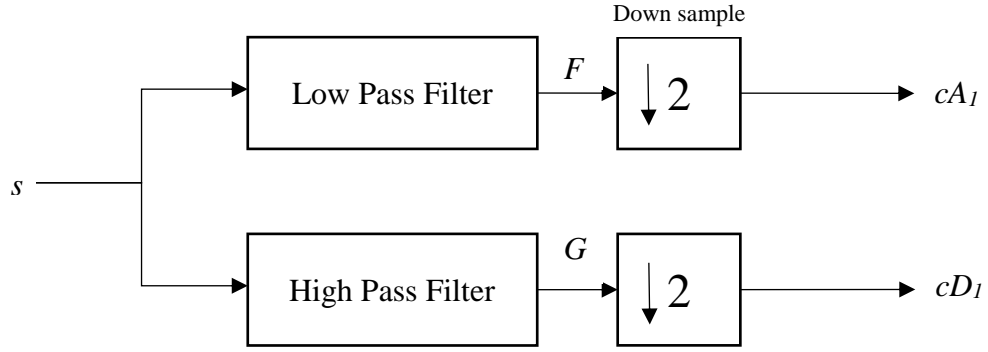 Down sample
Low Pass Filter
F
↓ 2
cA₁
s
High Pass Filter
G
↓ 2
cD₁